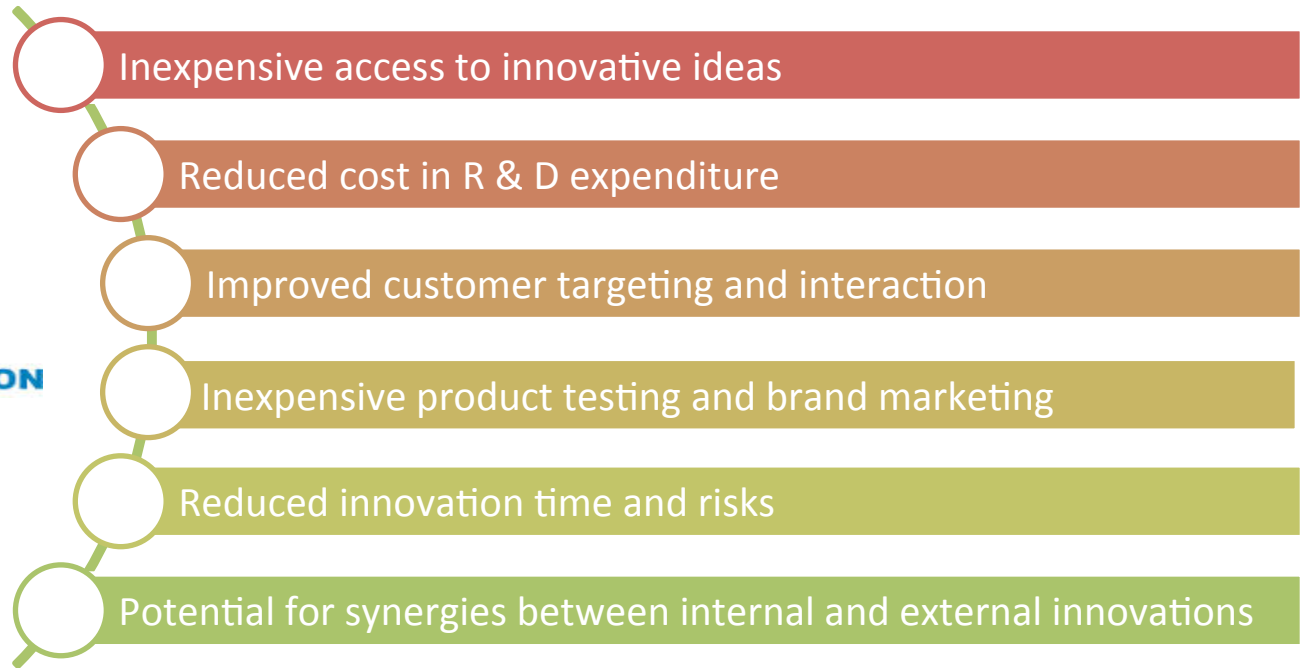 Inexpensive access to innovative ideas
Reduced cost in R & D expenditure
Improved customer targeting and interaction
ON
Inexpensive product testing and brand marketing
Reduced innovation time and risks
Potential for synergies between internal and external innovations